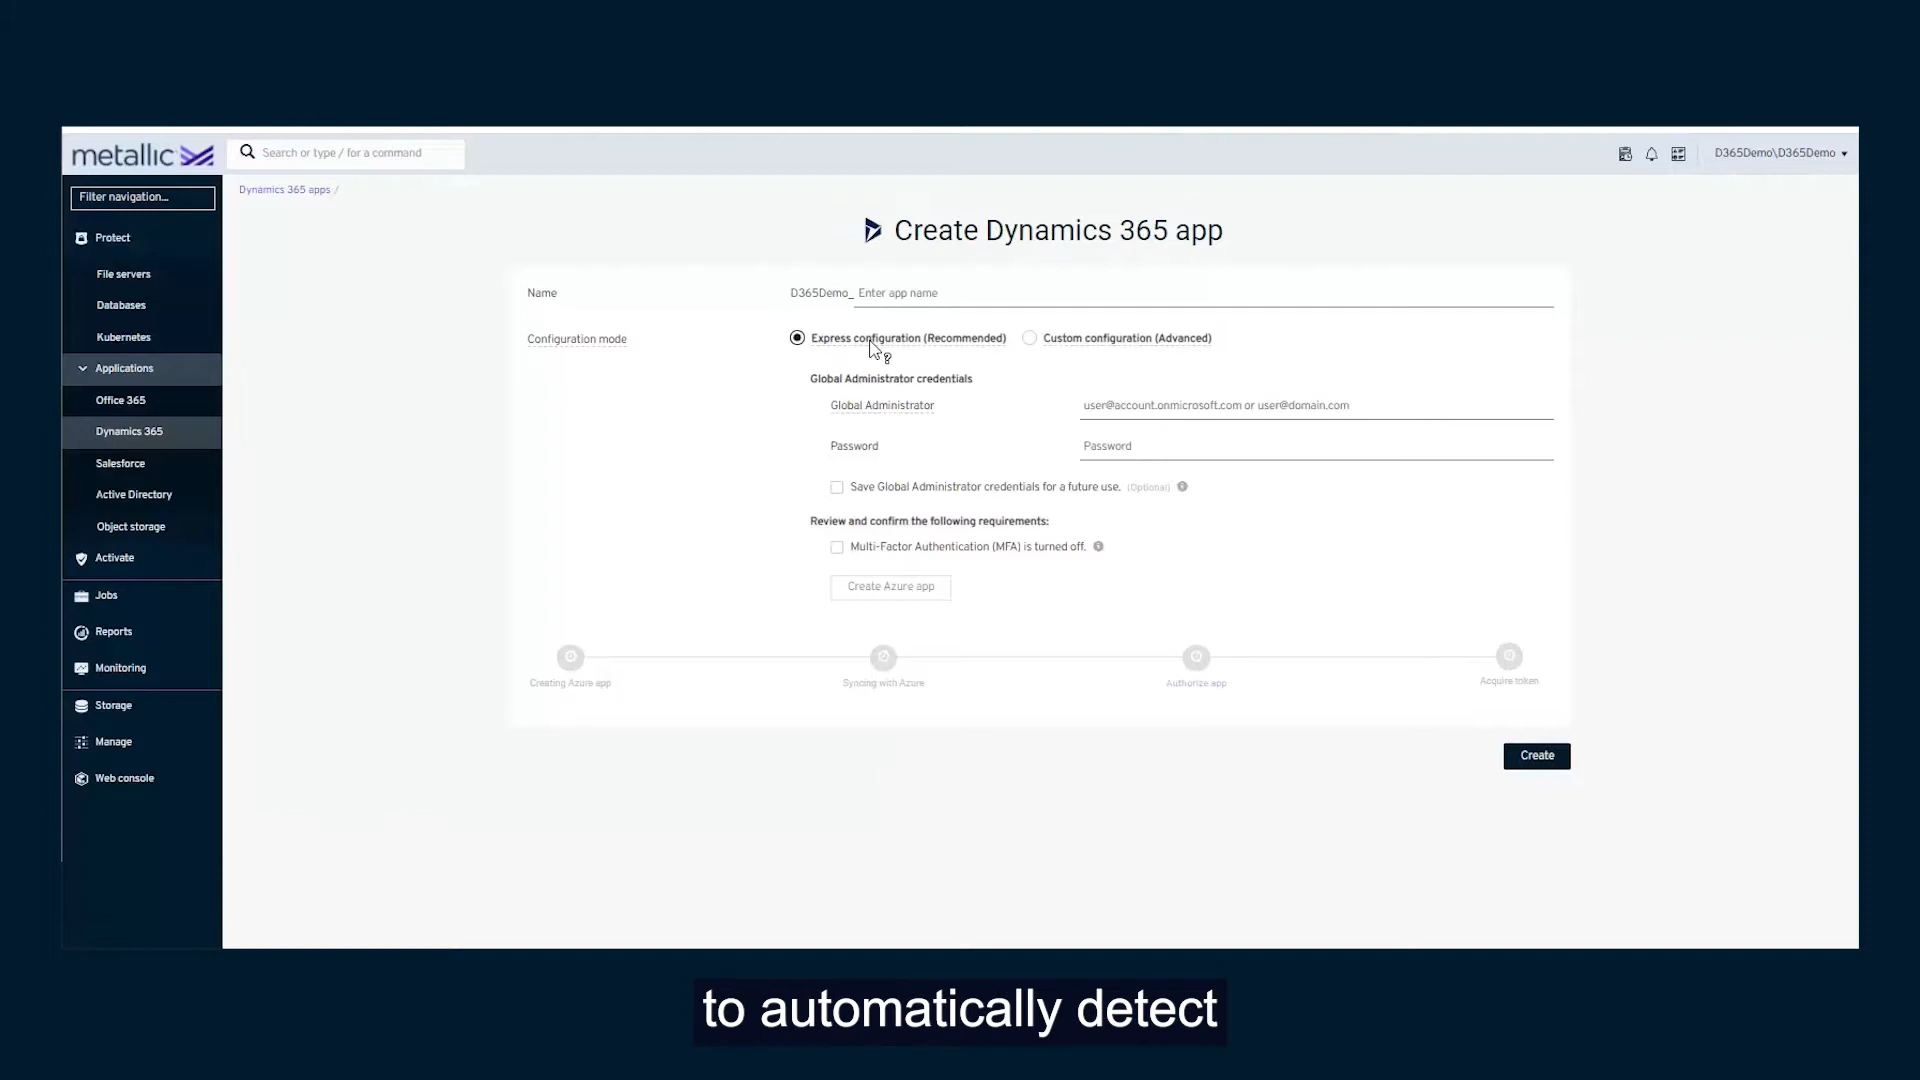 metallic
Search or type / for a command
D365Demo\D365Demo
Filter navigation...
Dynamics 365 apps /
Protect
File servers
Databases
Kubernetes
Applications
Office 365
Dynamics 365
Salesforce
Active Directory
Object storage
Activate
Jobs
Reports
Monitoring
Storage
Manage
Web console
Create Dynamics 365 app
Name D365Demo_ Enter app name
Configuration mode Express configuration (Recommended) Custom configuration (Advanced)
Global Administrator credentials
Global Administrator user@account.onmicrosoft.com or user@domain.com
Password Password
Save Global Administrator credentials for a future use. (Optional)
Review and confirm the following requirements:
Multi-Factor Authentication (MFA) is turned off.
Create Azure app
Creating Azure app Syncing with Azure Authorize app Acquire token
Create
to automatically detect